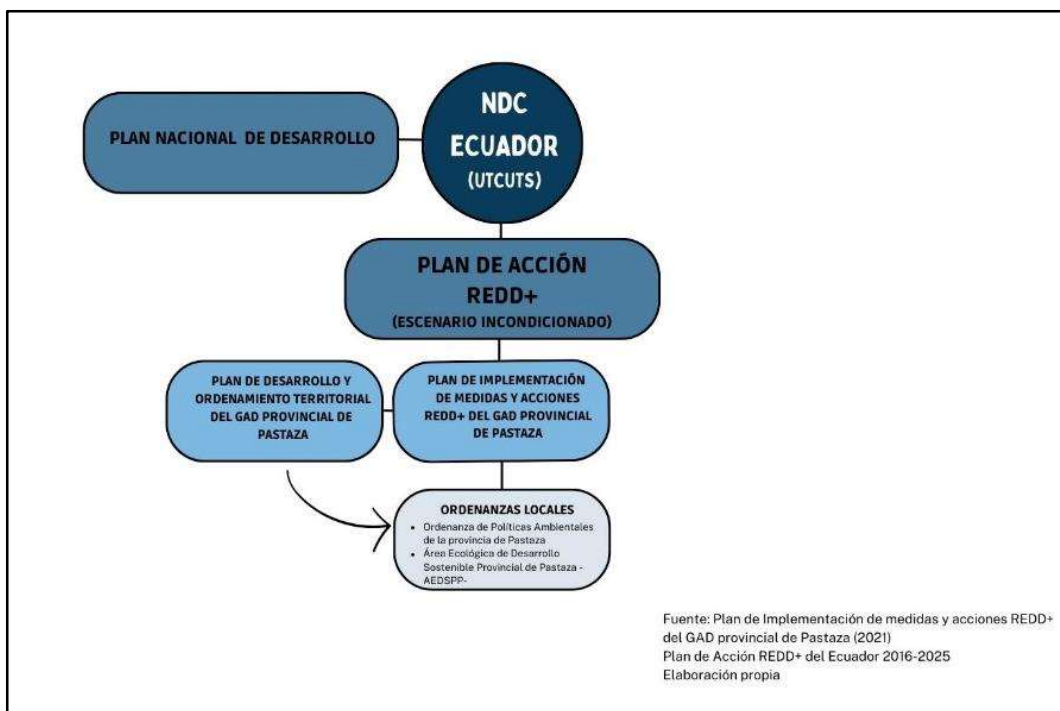 NDC
ECUADOR
(UTCUTS)
PLAN NACIONAL DE DESARROLLO
PLAN DE ACCIÓN
REDD+
(ESCENARIO INCONDICIONADO)
PLAN DE DESARROLLO Y
ORDENAMIENTO TERRITORIAL
DEL GAD PROVINCIAL DE
PASTAZA
PLAN DE IMPLEMENTACIÓN
DE MEDIDAS Y ACCIONES
REDD+ DEL GAD PROVINCIAL
DE PASTAZA
ORDENANZAS LOCALES
• Ordenanza de Políticas Ambientales
de la provincia de Pastaza
• Área Ecológica de Desarrollo
Sostenible Provincial de Pastaza -
AEDSPP-
Fuente: Plan de Implementación de medidas y acciones REDD+
del GAD provincial de Pastaza (2021)
Plan de Acción REDD+ del Ecuador 2016-2025
Elaboración propia